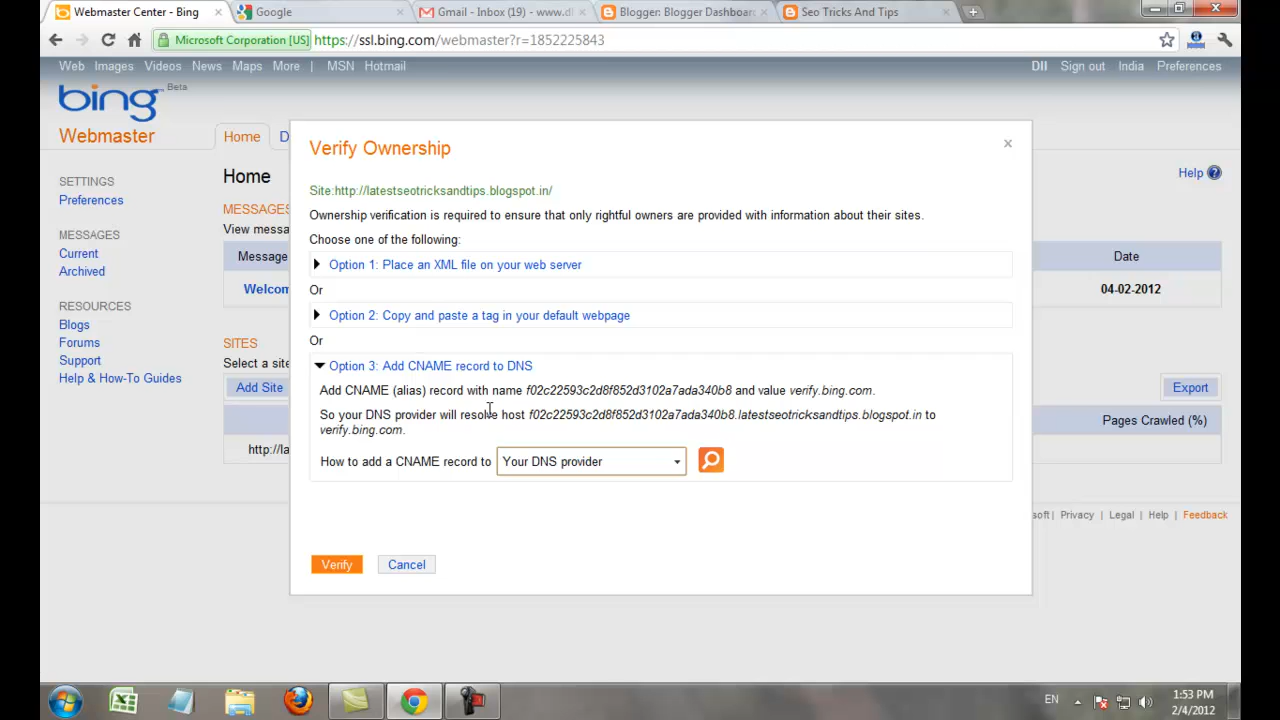 Webmaster Center - Bing
Google
Gmail - Inbox (19) - www.dl
Blogger: Blogger Dashboard
Seo Tricks And Tips
Microsoft Corporation [US]
https://ssl.bing.com/webmaster?r=1852225843
Web Images Videos News Maps More | MSN Hotmail
DII Sign out India Preferences
bing Beta
Webmaster
Home D
Home
Help ?
SETTINGS
Preferences
MESSAGES
Current
Archived
RESOURCES
Blogs
Forums
Support
Help & How-To Guides
MESSAGES
View messa
Message
Date
Welcom
04-02-2012
SITES
Select a site
Add Site
Export
Pages Crawled (%)
http://la
Verify Ownership
Site:http://latestseotricksandtips.blogspot.in/
Ownership verification is required to ensure that only rightful owners are provided with information about their sites.
Choose one of the following:
Option 1: Place an XML file on your web server
Or
Option 2: Copy and paste a tag in your default webpage
Or
Option 3: Add CNAME record to DNS
Add CNAME (alias) record with name f02c22593c2d8f852d3102a7ada340b8 and value verify.bing.com.
So your DNS provider will resolve host f02c22593c2d8f852d3102a7ada340b8.latestseotricksandtips.blogspot.in to
verify.bing.com.
How to add a CNAME record to Your DNS provider
Verify Cancel
soft | Privacy | Legal | Help | Feedback
EN
1:53 PM
2/4/2012